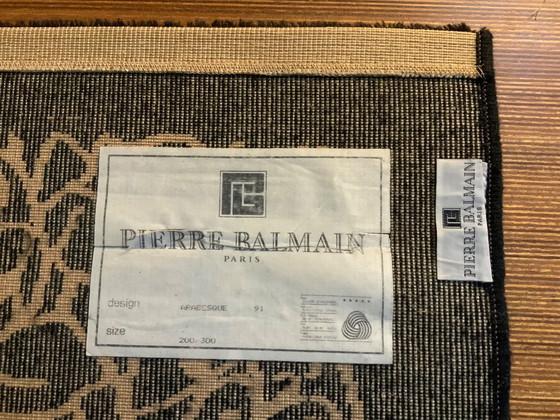 PIERRE BALMAIN
PARIS
design ARABESQUE 91
size 200/300
PIERRE BALMAIN
PARIS